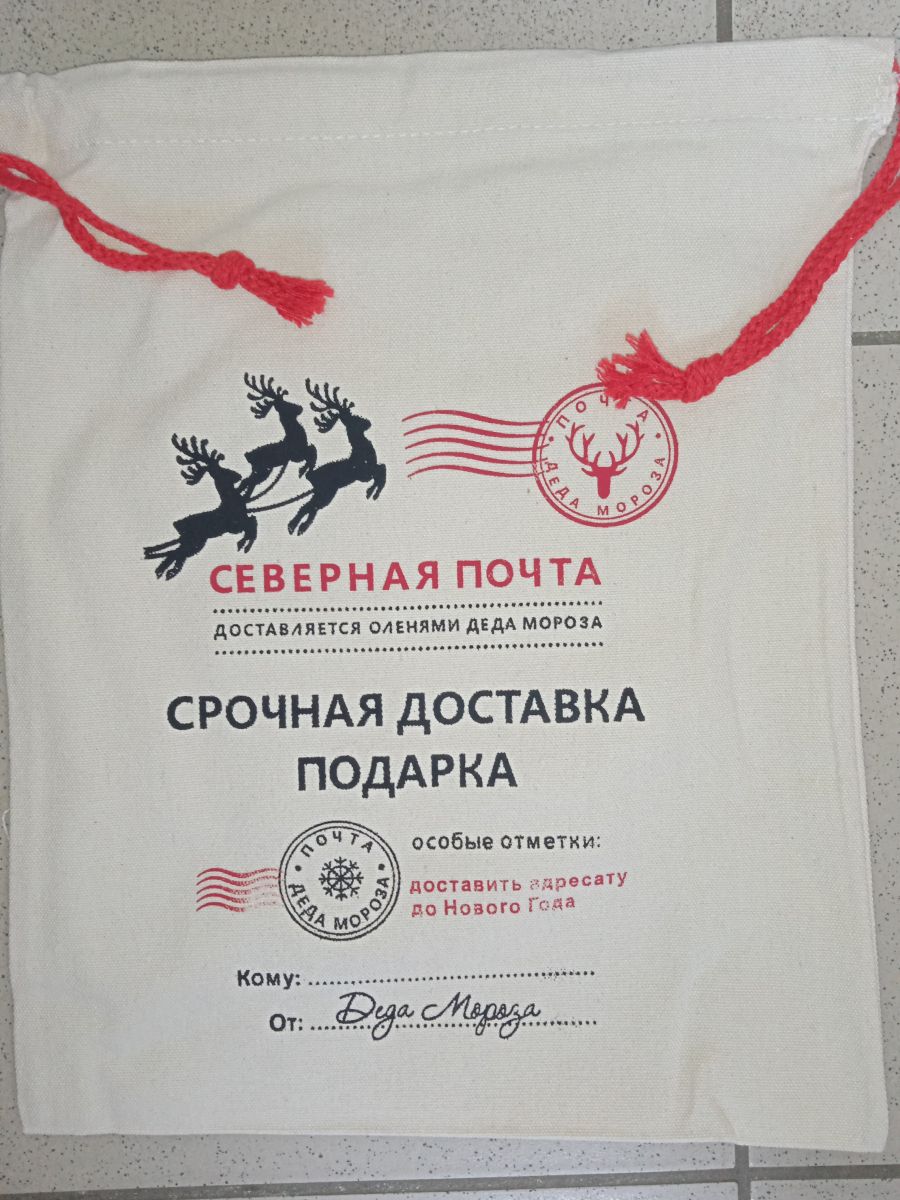 ПОЧТА
ДЕДА МОРОЗА
СЕВЕРНАЯ ПОЧТА
ДОСТАВЛЯЕТСЯ ОЛЕНЯМИ ДЕДА МОРОЗА
СРОЧНАЯ ДОСТАВКА
ПОДАРКА
ПОЧТА
ДЕДА МОРОЗА
особые отметки:
доставить адресату
до Нового Года
Кому:
От: Деда Мороза